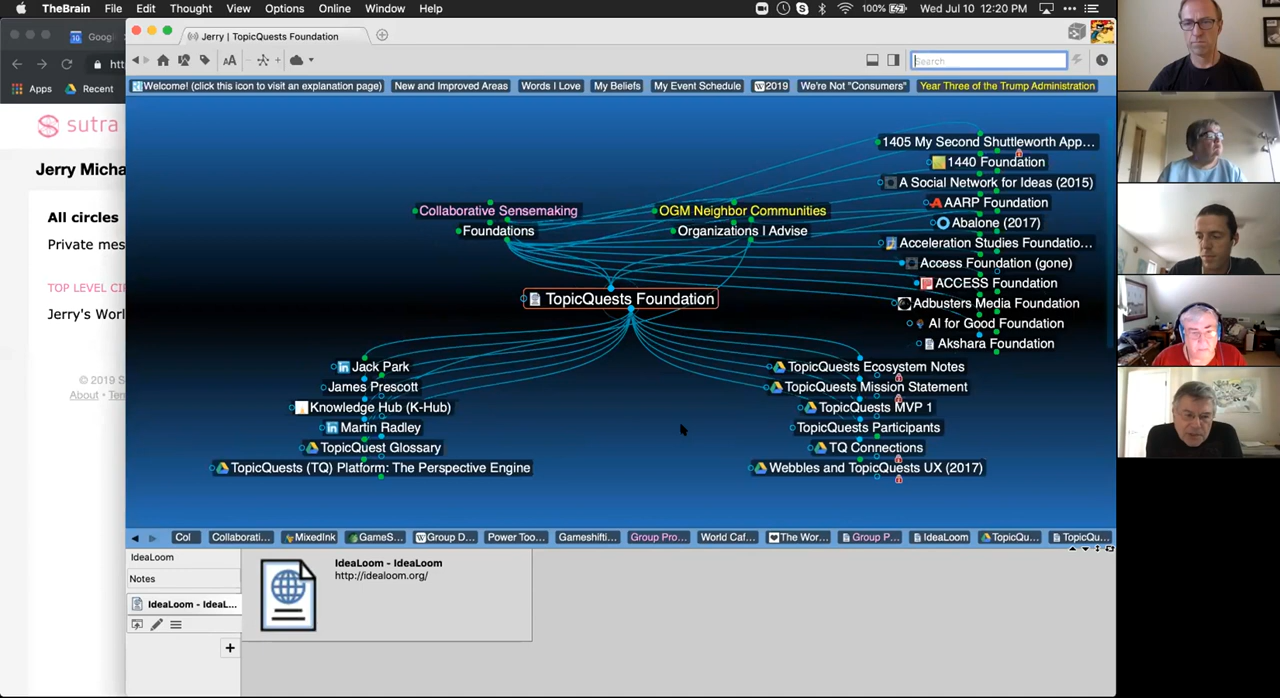 TheBrain File Edit Thought View Options Online Window Help
100% Wed Jul 10 12:20 PM
Googl
10
Jerry | TopicQuests Foundation
htt
AA
Search
Apps Recent
Welcome! (click this icon to visit an explanation page) New and Improved Areas Words I Love My Beliefs My Event Schedule W 2019 We're Not "Consumers" Year Three of the Trump Administration
sutra
Jerry Micha
All circles
Private mes
TOP LEVEL CIR
Jerry's World
© 2019 S
About · Ter
1405 My Second Shuttleworth App...
1440 Foundation
A Social Network for Ideas (2015)
AARP Foundation
Abalone (2017)
Acceleration Studies Foundatio...
Access Foundation (gone)
ACCESS Foundation
Adbusters Media Foundation
AI for Good Foundation
Akshara Foundation
Collaborative Sensemaking
Foundations
OGM Neighbor Communities
Organizations I Advise
TopicQuests Foundation
Jack Park
James Prescott
Knowledge Hub (K-Hub)
Martin Radley
TopicQuest Glossary
TopicQuests (TQ) Platform: The Perspective Engine
TopicQuests Ecosystem Notes
TopicQuests Mission Statement
TopicQuests MVP 1
TopicQuests Participants
TQ Connections
Webbles and TopicQuests UX (2017)
Col Collaborati... MixedInk GameS... W Group D... Power Too... Gameshifti... Group Pro... World Caf... The Wor... Group P... IdeaLoom TopicQu... TopicQu...
IdeaLoom
Notes
IdeaLoom - IdeaL...
IdeaLoom - IdeaLoom
http://idealoom.org/